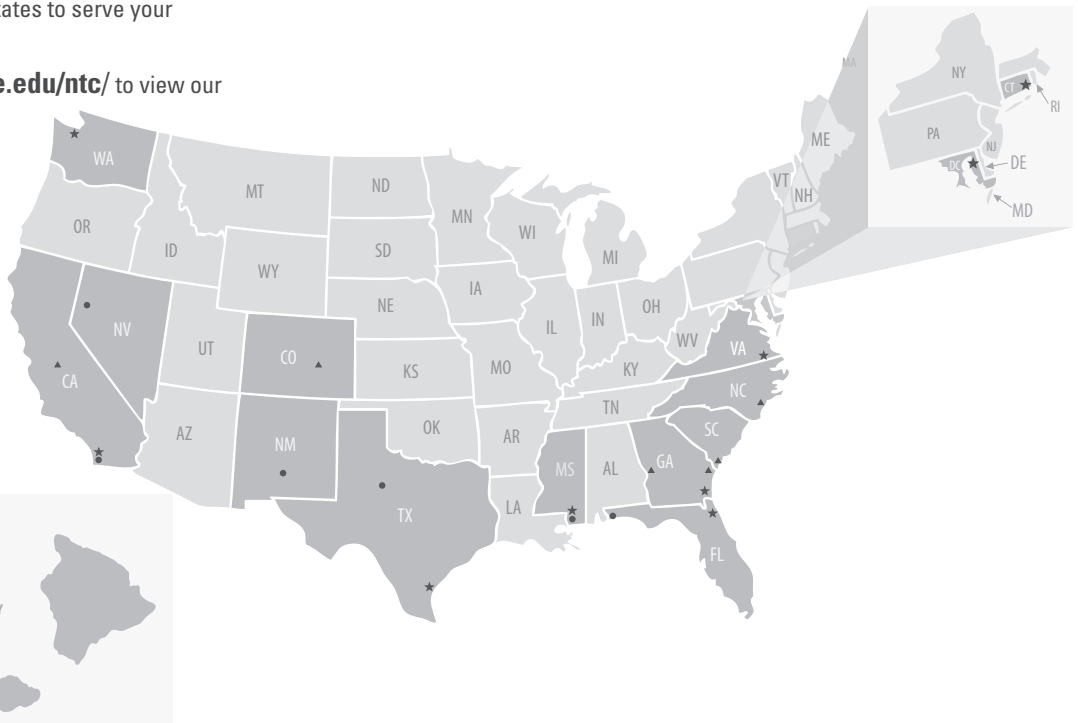 tates to serve your
e.edu/ntc/ to view our
MA
NY
CT
RI
PA
NJ
DC
DE
MD
WA
MT
ND
MN
ME
VT
NH
OR
ID
SD
WI
MI
WY
IA
NE
NV
UT
CO
IL
IN
OH
WV
VA
CA
KS
MO
KY
NC
TN
AZ
NM
OK
AR
SC
MS
AL
GA
TX
LA
FL